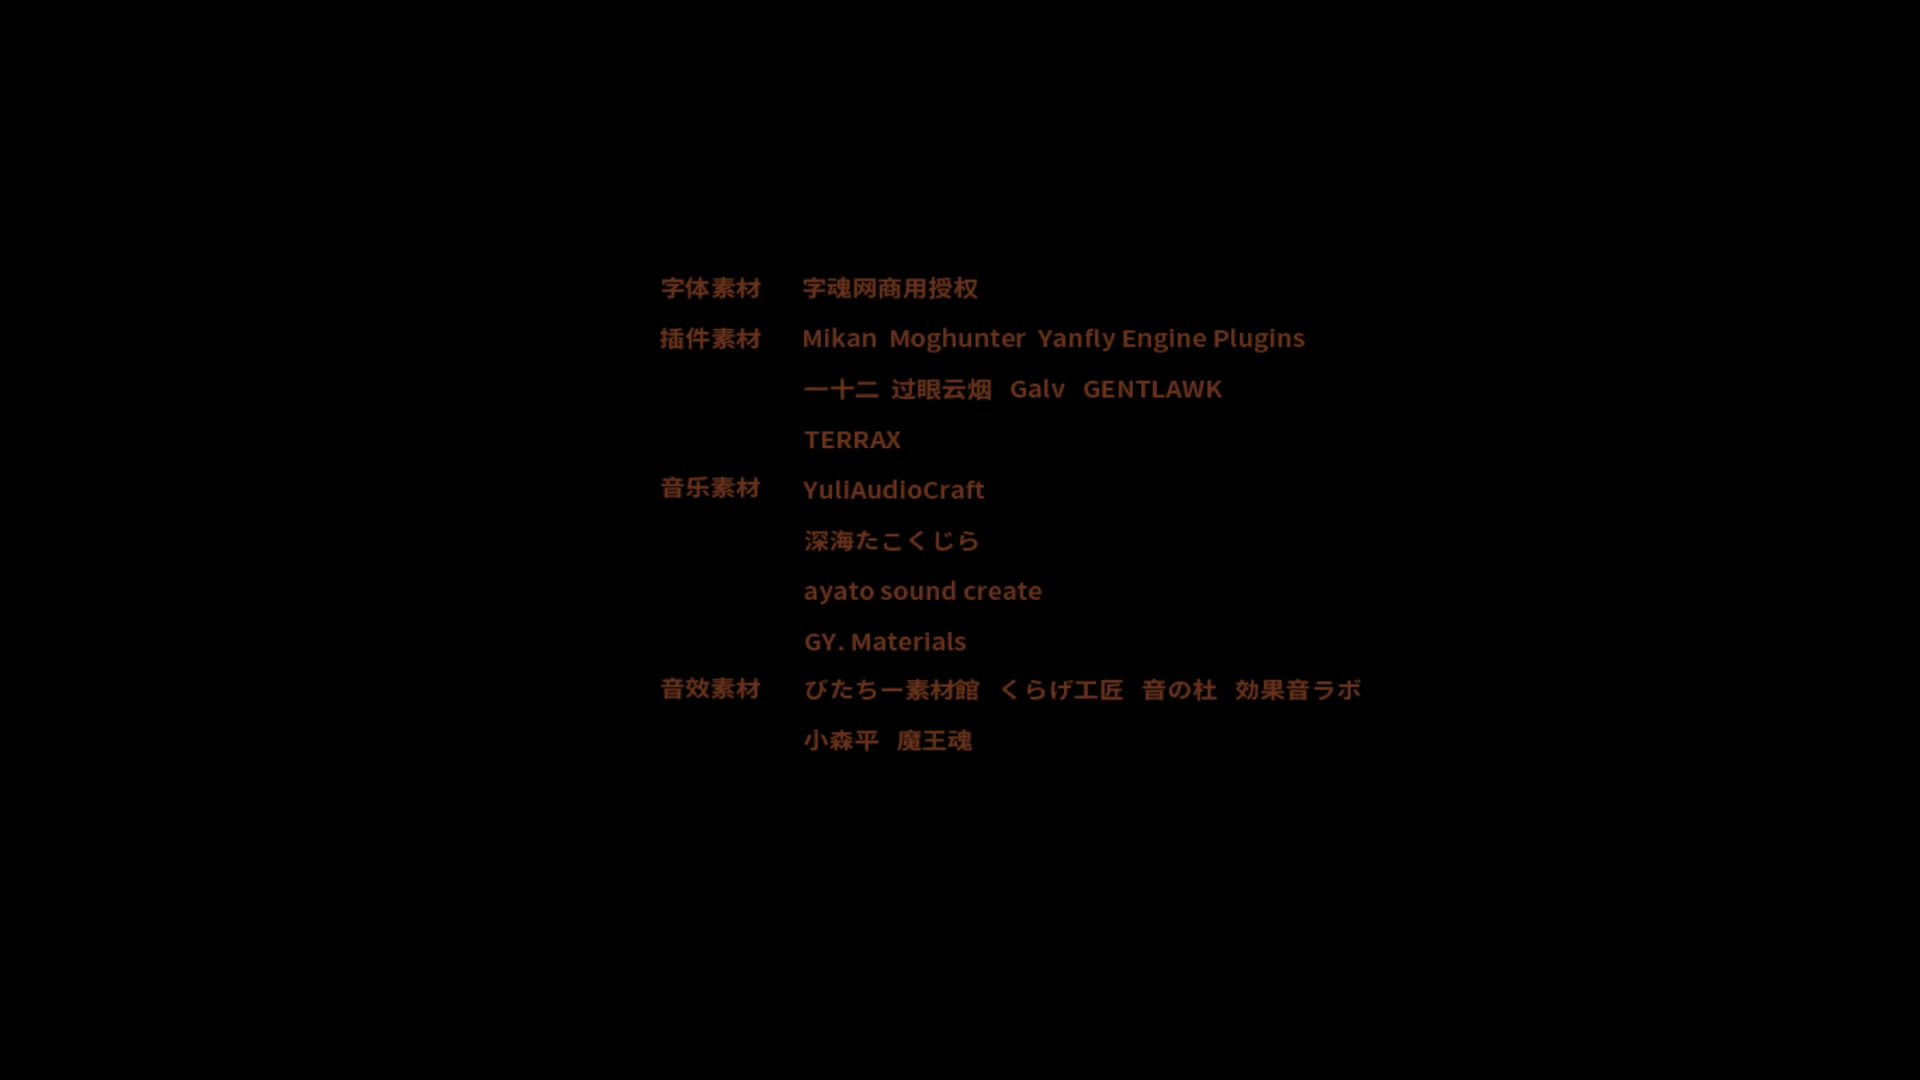 字体素材 字魂网商用授权
插件素材 Mikan Moghunter Yanfly Engine Plugins
一十二 过眼云烟 Galv GENTLAWK
TERRAX
音乐素材 YuliAudioCraft
深海たこくじら
ayato sound create
GY. Materials
音效素材 びたちー素材館 くらげ工匠 音の杜 効果音ラボ
小森平 魔王魂